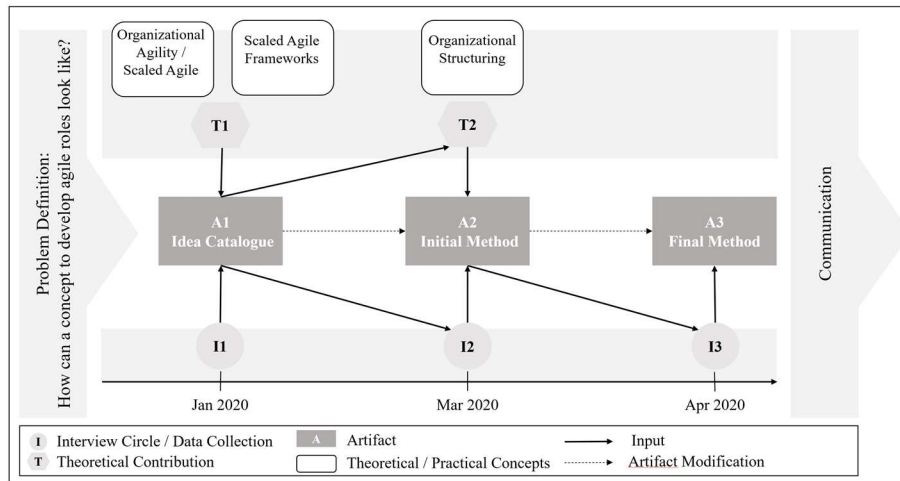 Problem Definition:
How can a concept to develop agile roles look like?
Organizational
Agility /
Scaled Agile
Scaled Agile
Frameworks
Organizational
Structuring
T1
T2
A1
Idea Catalogue
A2
Initial Method
A3
Final Method
I1
I2
I3
Jan 2020
Mar 2020
Apr 2020
Communication
I Interview Circle / Data Collection
A Artifact
Input
T Theoretical Contribution
Theoretical / Practical Concepts
Artifact Modification